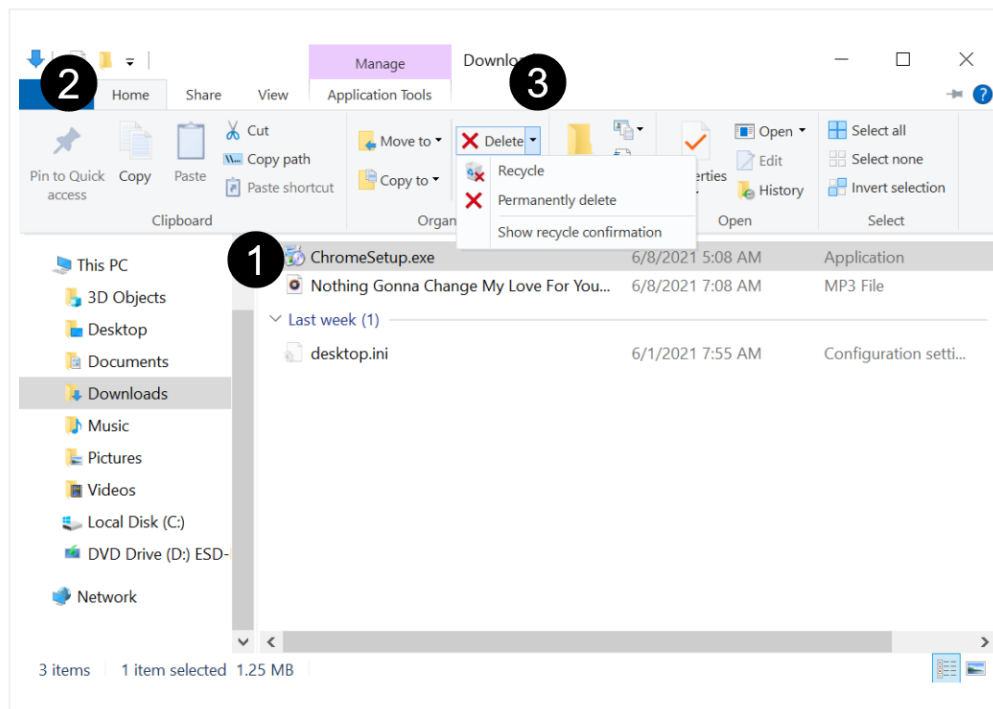 Manage
2
3
Home Share View Application Tools
Pin to Quick access
Copy
Paste
Cut
Copy path
Paste shortcut
Clipboard
Move to
Copy to
Delete
Recycle
Permanently delete
Show recycle confirmation
Open
Edit
History
Open
Select all
Select none
Invert selection
Select
1
ChromeSetup.exe 6/8/2021 5:08 AM Application
Nothing Gonna Change My Love For You... 6/8/2021 7:08 AM MP3 File
Last week (1)
desktop.ini 6/1/2021 7:55 AM Configuration setti...
This PC
3D Objects
Desktop
Documents
Downloads
Music
Pictures
Videos
Local Disk (C:)
DVD Drive (D:) ESD-
Network
3 items 1 item selected 1.25 MB